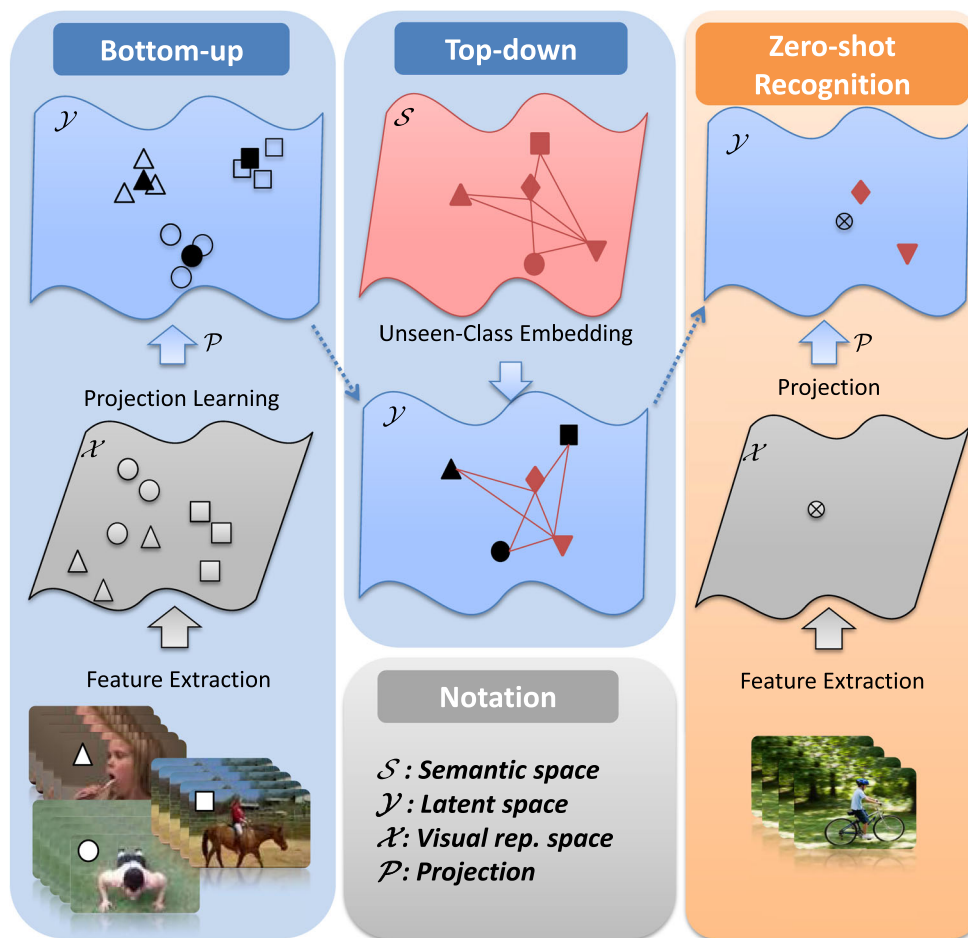 Bottom-up
𝒴
𝒫
Projection Learning
𝒳
Feature Extraction
Top-down
𝒮
Unseen-Class Embedding
𝒴
Notation
𝒮 : Semantic space
𝒴 : Latent space
𝒳 : Visual rep. space
𝒫 : Projection
Zero-shot
Recognition
𝒴
𝒫
Projection
𝒳
Feature Extraction